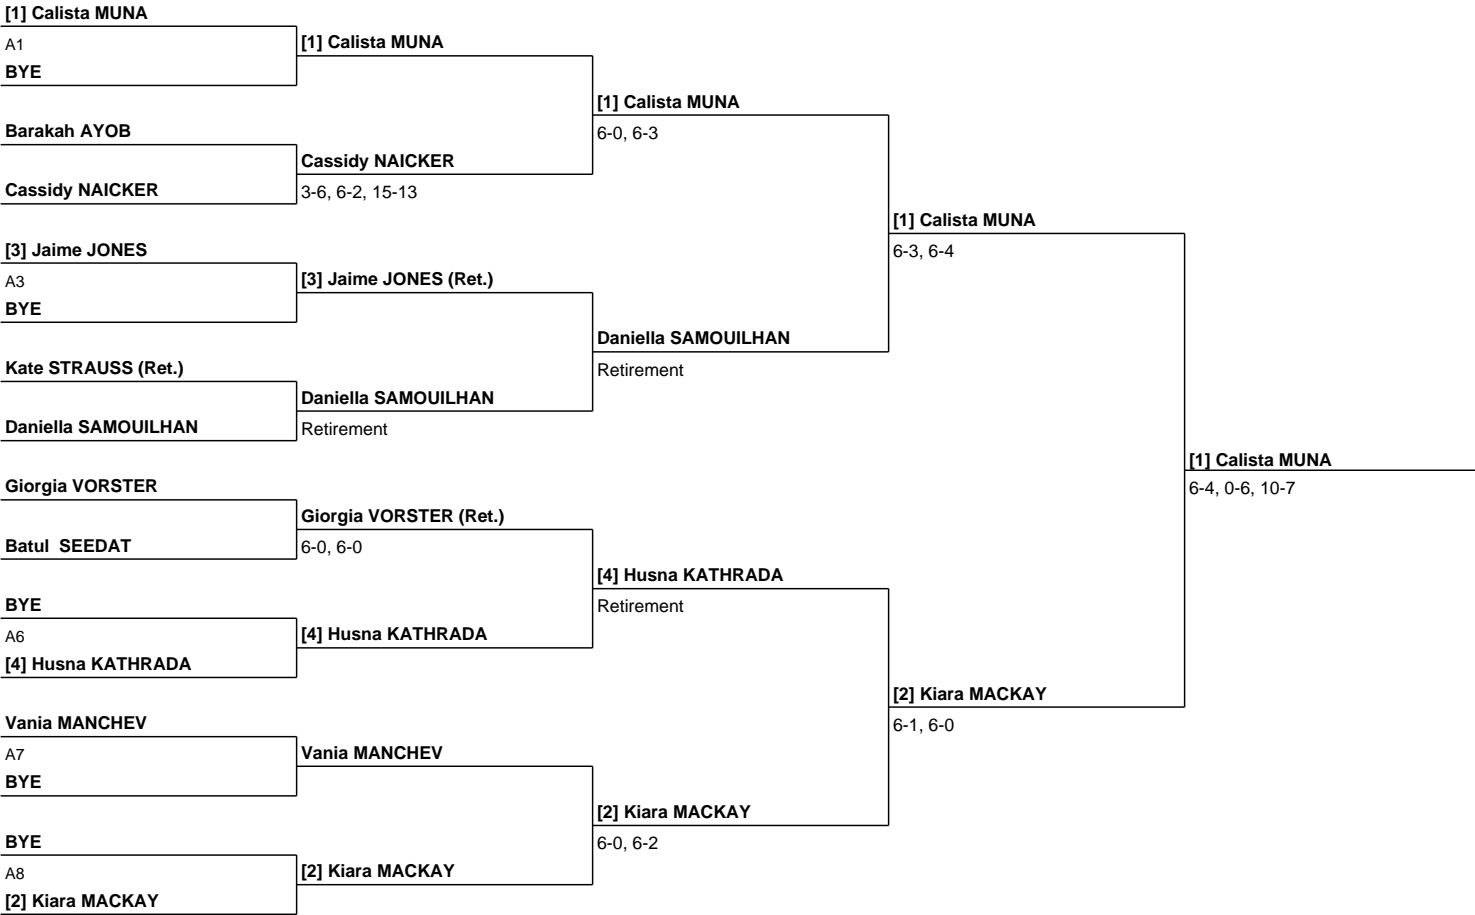 [1] Calista MUNA
A1
BYE
[1] Calista MUNA
Barakah AYOB
Cassidy NAICKER
Cassidy NAICKER
3-6, 6-2, 15-13
[1] Calista MUNA
6-0, 6-3
[3] Jaime JONES
A3
BYE
[3] Jaime JONES (Ret.)
Kate STRAUSS (Ret.)
Daniella SAMOUILHAN
Daniella SAMOUILHAN
Retirement
Daniella SAMOUILHAN
Retirement
[1] Calista MUNA
6-3, 6-4
Giorgia VORSTER
Batul  SEEDAT
Giorgia VORSTER (Ret.)
6-0, 6-0
BYE
A6
[4] Husna KATHRADA
[4] Husna KATHRADA
[4] Husna KATHRADA
Retirement
Vania MANCHEV
A7
BYE
Vania MANCHEV
BYE
A8
[2] Kiara MACKAY
[2] Kiara MACKAY
[2] Kiara MACKAY
6-0, 6-2
[2] Kiara MACKAY
6-1, 6-0
[1] Calista MUNA
6-4, 0-6, 10-7